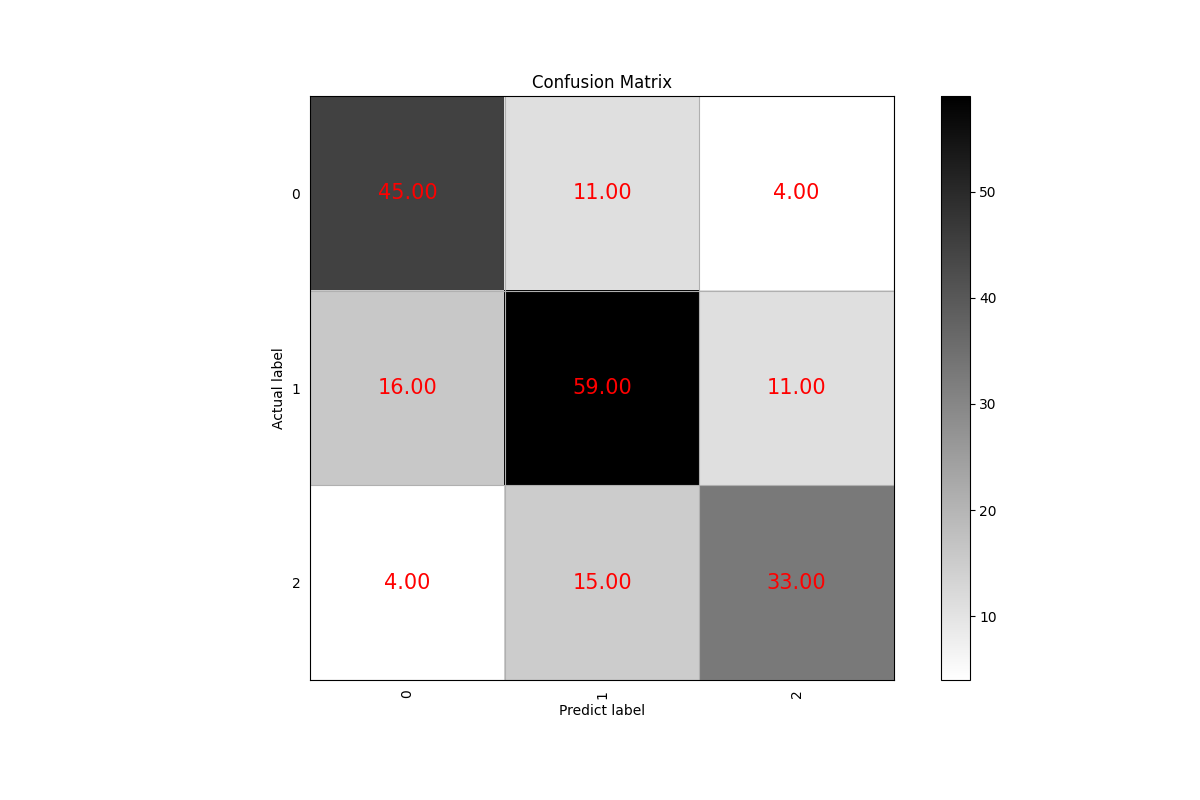 Confusion Matrix
0 45.00 11.00 4.00
Actual label
1 16.00 59.00 11.00
2 4.00 15.00 33.00
0 1 2
Predict label
50
40
30
20
10